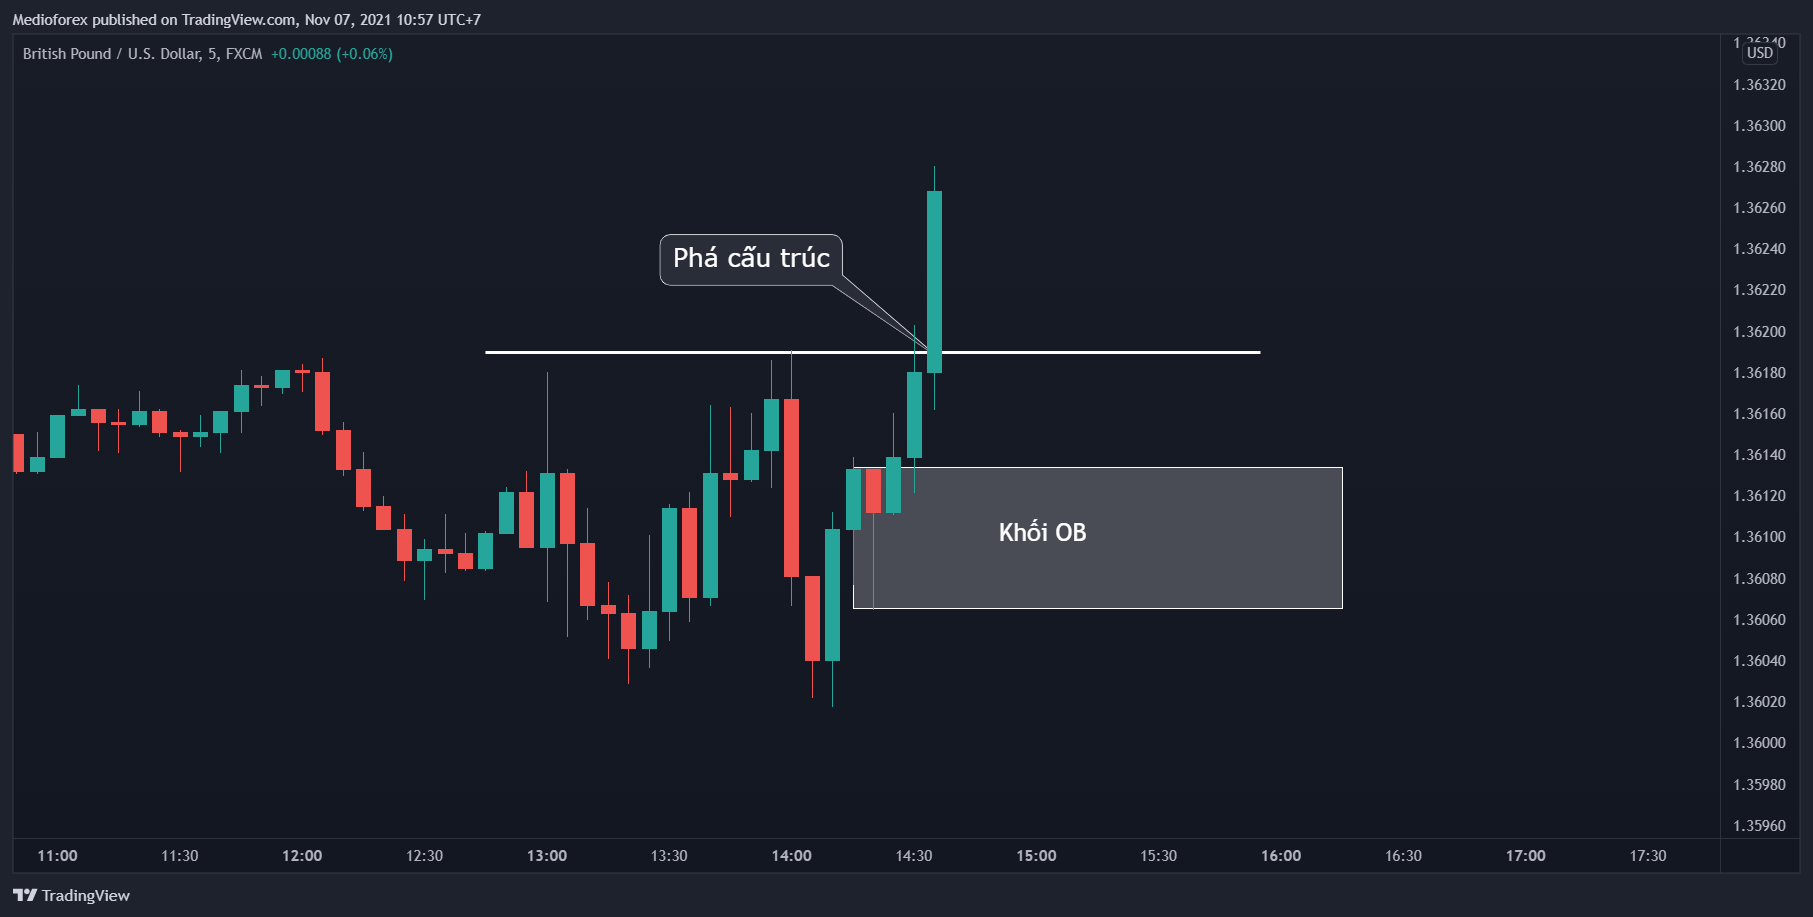 Medioforex published on TradingView.com, Nov 07, 2021 10:57 UTC+7
British Pound / U.S. Dollar, 5, FXCM +0.00088 (+0.06%)
1.36340
USD
1.36320
1.36300
1.36280
1.36260
1.36240
1.36220
1.36200
1.36180
1.36160
1.36140
1.36120
1.36100
1.36080
1.36060
1.36040
1.36020
1.36000
1.35980
1.35960
Phá cấu trúc
Khối OB
11:00 11:30 12:00 12:30 13:00 13:30 14:00 14:30 15:00 15:30 16:00 16:30 17:00 17:30
TradingView